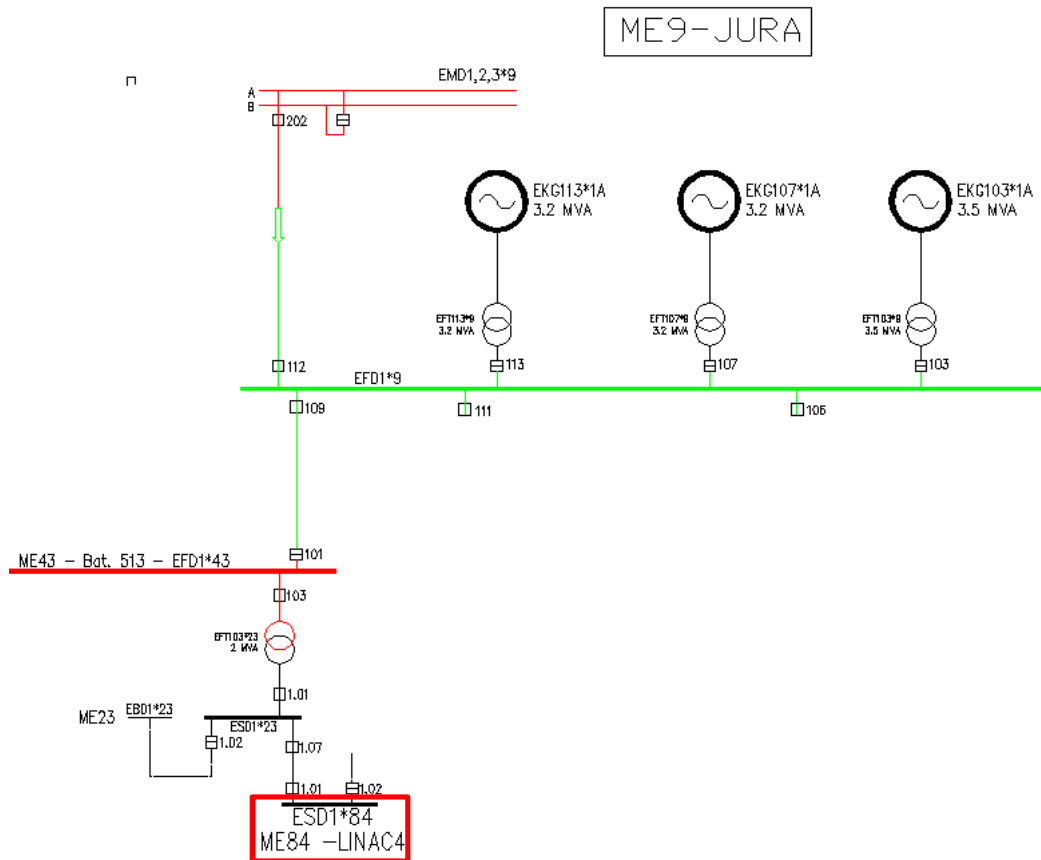 ME9-JURA
EMD1,2,3*9
A
B
202
EKG113*1A
3.2 MVA
EKG107*1A
3.2 MVA
EKG103*1A
3.5 MVA
EFT113*9
3.2 MVA
EFT107*9
3.2 MVA
EFT103*9
3.5 MVA
112
113
107
103
EFD1*9
109
111
106
101
ME43 - Bat. 513 - EFD1*43
103
EFT103*23
2 MVA
1.01
ME23
EBD1*23
ESD1*23
1.02
1.07
1.01
1.02
ESD1*84
ME84 -LINAC4